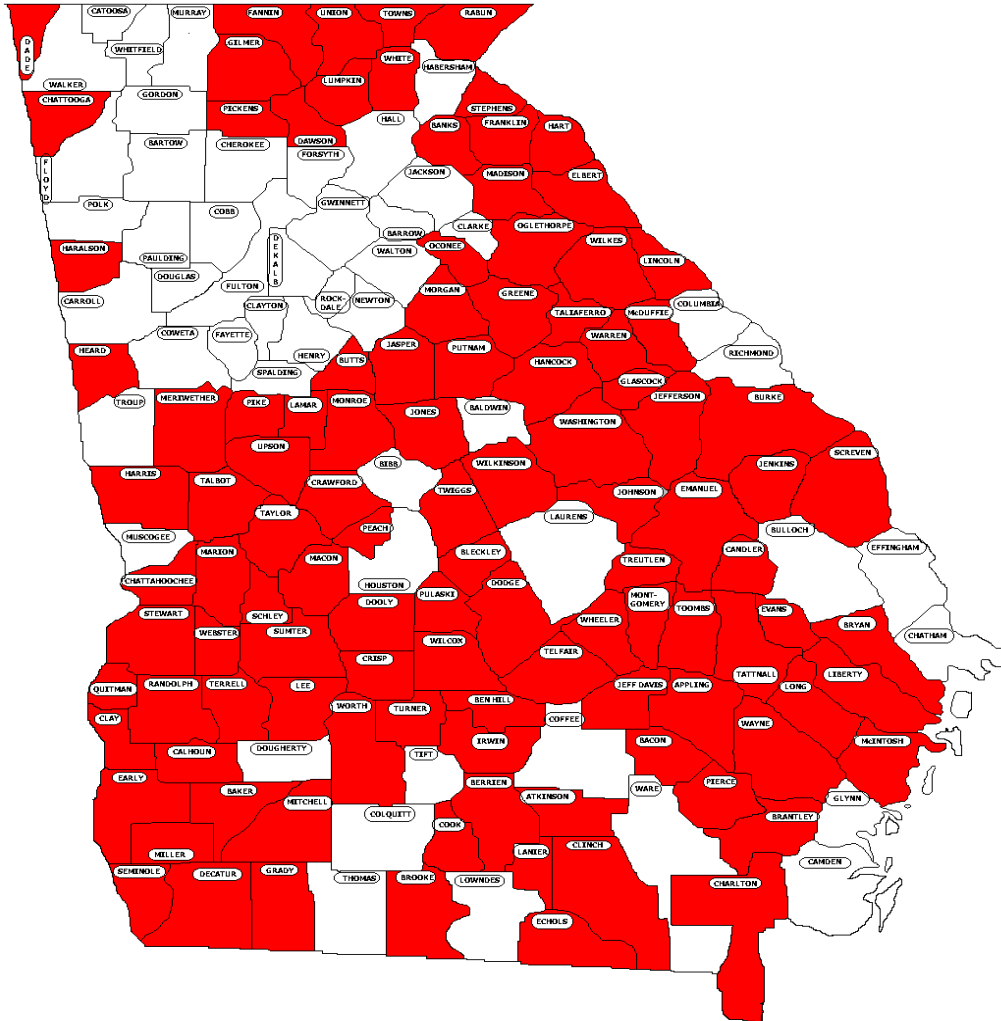 CATOOSA
MURRAY
FANNIN
UNION
TOWNS
RABUN
DADE
WHITFIELD
GILMER
WHITE
HABERSHAM
WALKER
LUMPKIN
CHATTOOGA
GORDON
PICKENS
STEPHENS
HALL
BANKS
FRANKLIN
HART
BARTOW
CHEROKEE
DAWSON
FORSYTH
FLOYD
JACKSON
MADISON
ELBERT
POLK
COBB
GWINNETT
BARROW
CLARKE
OGLETHORPE
HARALSON
PAULDING
DEKALB
WALTON
OCONEE
WILKES
LINCOLN
DOUGLAS
FULTON
CARROLL
CLAYTON
ROCK-
DALE
NEWTON
MORGAN
GREENE
TALIAFERRO
McDUFFIE
COLUMBIA
COWETA
FAYETTE
HENRY
BUTTS
JASPER
PUTNAM
WARREN
RICHMOND
HEARD
SPALDING
HANCOCK
GLASCOCK
TROUP
MERIWETHER
PIKE
LAMAR
MONROE
JONES
BALDWIN
JEFFERSON
BURKE
WASHINGTON
UPSON
HARRIS
TALBOT
CRAWFORD
BIBB
WILKINSON
TWIGGS
JENKINS
SCREVEN
JOHNSON
EMANUEL
TAYLOR
PEACH
LAURENS
BULLOCH
MUSCOGEE
MARION
MACON
BLECKLEY
TREUTLEN
CANDLER
EFFINGHAM
CHATTAHOOCHEE
HOUSTON
PULASKI
DODGE
STEWART
SCHLEY
DOOLY
MONT-
GOMERY
TOOMBS
EVANS
WEBSTER
SUMTER
WILCOX
WHEELER
BRYAN
CHATHAM
CRISP
TELFAIR
QUITMAN
RANDOLPH
TERRELL
LEE
JEFF DAVIS
APPLING
TATTNALL
LONG
LIBERTY
CLAY
WORTH
TURNER
BEN HILL
COFFEE
WAYNE
CALHOUN
DOUGHERTY
TIFT
IRWIN
BACON
McINTOSH
EARLY
BAKER
MITCHELL
BERRIEN
ATKINSON
WARE
PIERCE
GLYNN
COLQUITT
COOK
BRANTLEY
MILLER
LANIER
CLINCH
CAMDEN
SEMINOLE
DECATUR
GRADY
THOMAS
BROOKE
LOWNDES
CHARLTON
ECHOLS